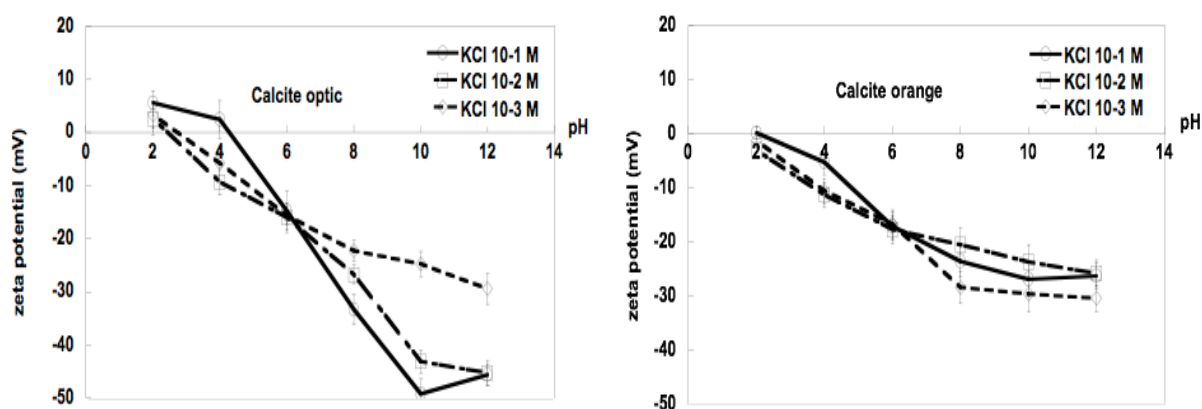 20
10
0
-10
-20
-30
-40
-50
0 2 4 6 8 10 12 14
pH
zeta potential (mV)
Calcite optic
KCl 10-1 M
KCl 10-2 M
KCl 10-3 M
20
10
0
-10
-20
-30
-40
-50
0 2 4 6 8 10 12 14
pH
zeta potential (mV)
Calcite orange
KCl 10-1 M
KCl 10-2 M
KCl 10-3 M